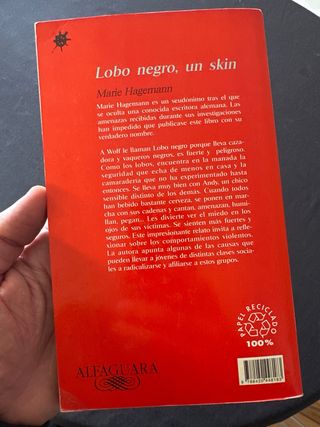 Lobo negro, un skin
Marie Hagemann
Marie Hagemann es un seudónimo tras el que
se oculta una conocida escritora alemana. Las
amenazas recibidas durante sus investigaciones
han impedido que publicase este libro con su
verdadero nombre.
A Wolf le llaman Lobo negro porque lleva caza-
dora y vaqueros negros, es fuerte y peligroso.
Como los lobos, encuentra en la manada la
seguridad que echa de menos en casa y la
camaradería que no ha experimentado hasta
entonces. Se lleva muy bien con Andy, un chico
sensible distinto de los demás. Cuando todos
han bebido bastante cerveza, se ponen en mar-
cha con sus cadenas y cantan, amenazan, humi-
llan, pegan... Les divierte ver el miedo en los
ojos de sus víctimas. Se sienten más fuertes y
seguros. Este impresionante relato invita a refle-
xionar sobre los comportamientos violentos.
La autora apunta algunas de las causas que
pueden llevar a jóvenes de distintas clases socia-
les a radicalizarse y afiliarse a estos grupos.
PAPEL RECICLADO
100%
ALFAGUARA